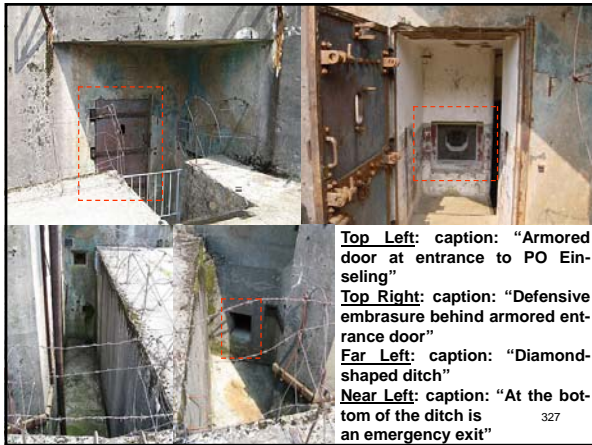 Top Left: caption: “Armored
door at entrance to PO Ein-
seling”
Top Right: caption: “Defensive
embrasure behind armored ent-
rance door”
Far Left: caption: “Diamond-
shaped ditch”
Near Left: caption: “At the bot-
tom of the ditch is 327
an emergency exit”